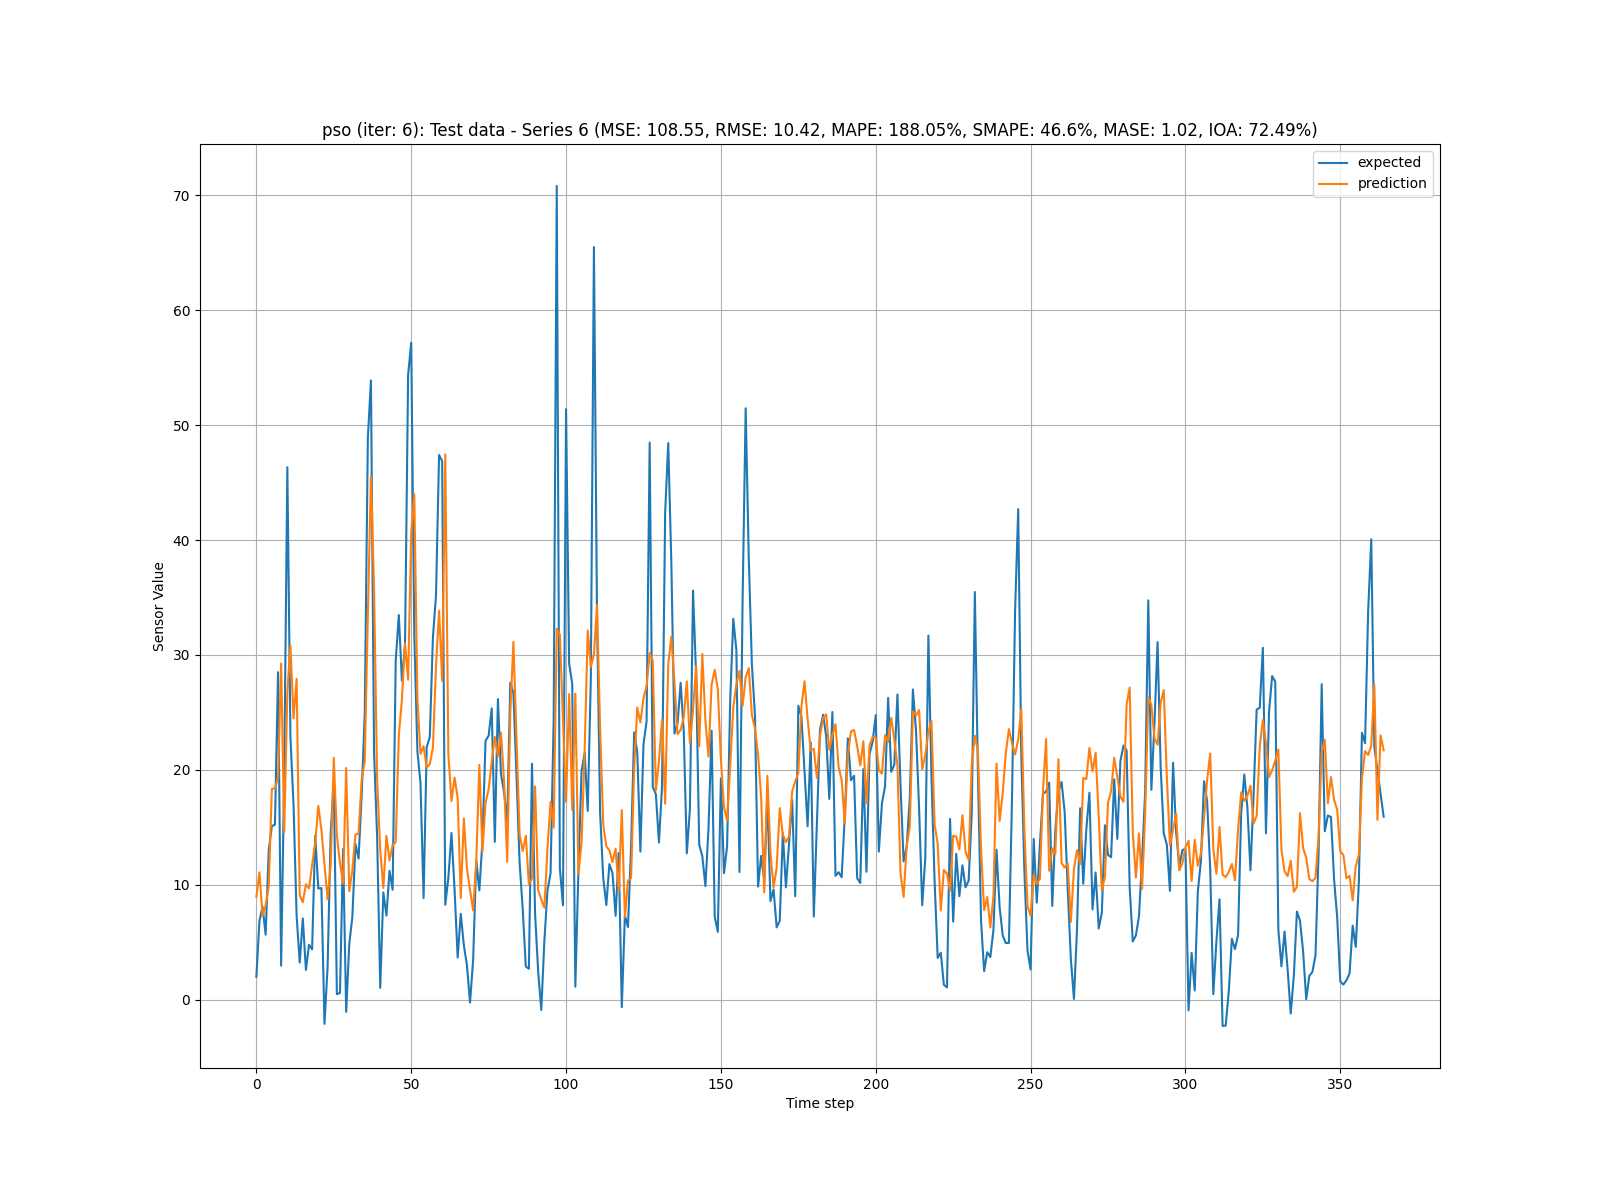 pso (iter: 6): Test data - Series 6 (MSE: 108.55, RMSE: 10.42, MAPE: 188.05%, SMAPE: 46.6%, MASE: 1.02, IOA: 72.49%)
expected
prediction
70
60
50
40
30
20
10
0
Sensor Value
0 50 100 150 200 250 300 350
Time step